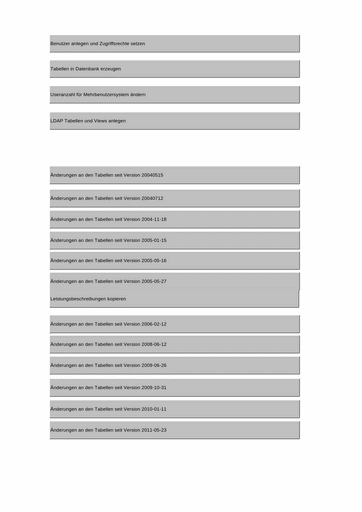 Benutzer anlegen und Zugriffsrechte setzen
Tabellen in Datenbank erzeugen
Useranzahl für Mehrbenutzersystem ändern
LDAP Tabellen und Views anlegen
Änderungen an den Tabellen seit Version 20040515
Änderungen an den Tabellen seit Version 20040712
Änderungen an den Tabellen seit Version 2004-11-18
Änderungen an den Tabellen seit Version 2005-01-15
Änderungen an den Tabellen seit Version 2005-05-16
Änderungen an den Tabellen seit Version 2005-05-27
Leistungsbeschreibungen kopieren
Änderungen an den Tabellen seit Version 2006-02-12
Änderungen an den Tabellen seit Version 2008-06-12
Änderungen an den Tabellen seit Version 2009-06-26
Änderungen an den Tabellen seit Version 2009-10-31
Änderungen an den Tabellen seit Version 2010-01-11
Änderungen an den Tabellen seit Version 2011-05-23